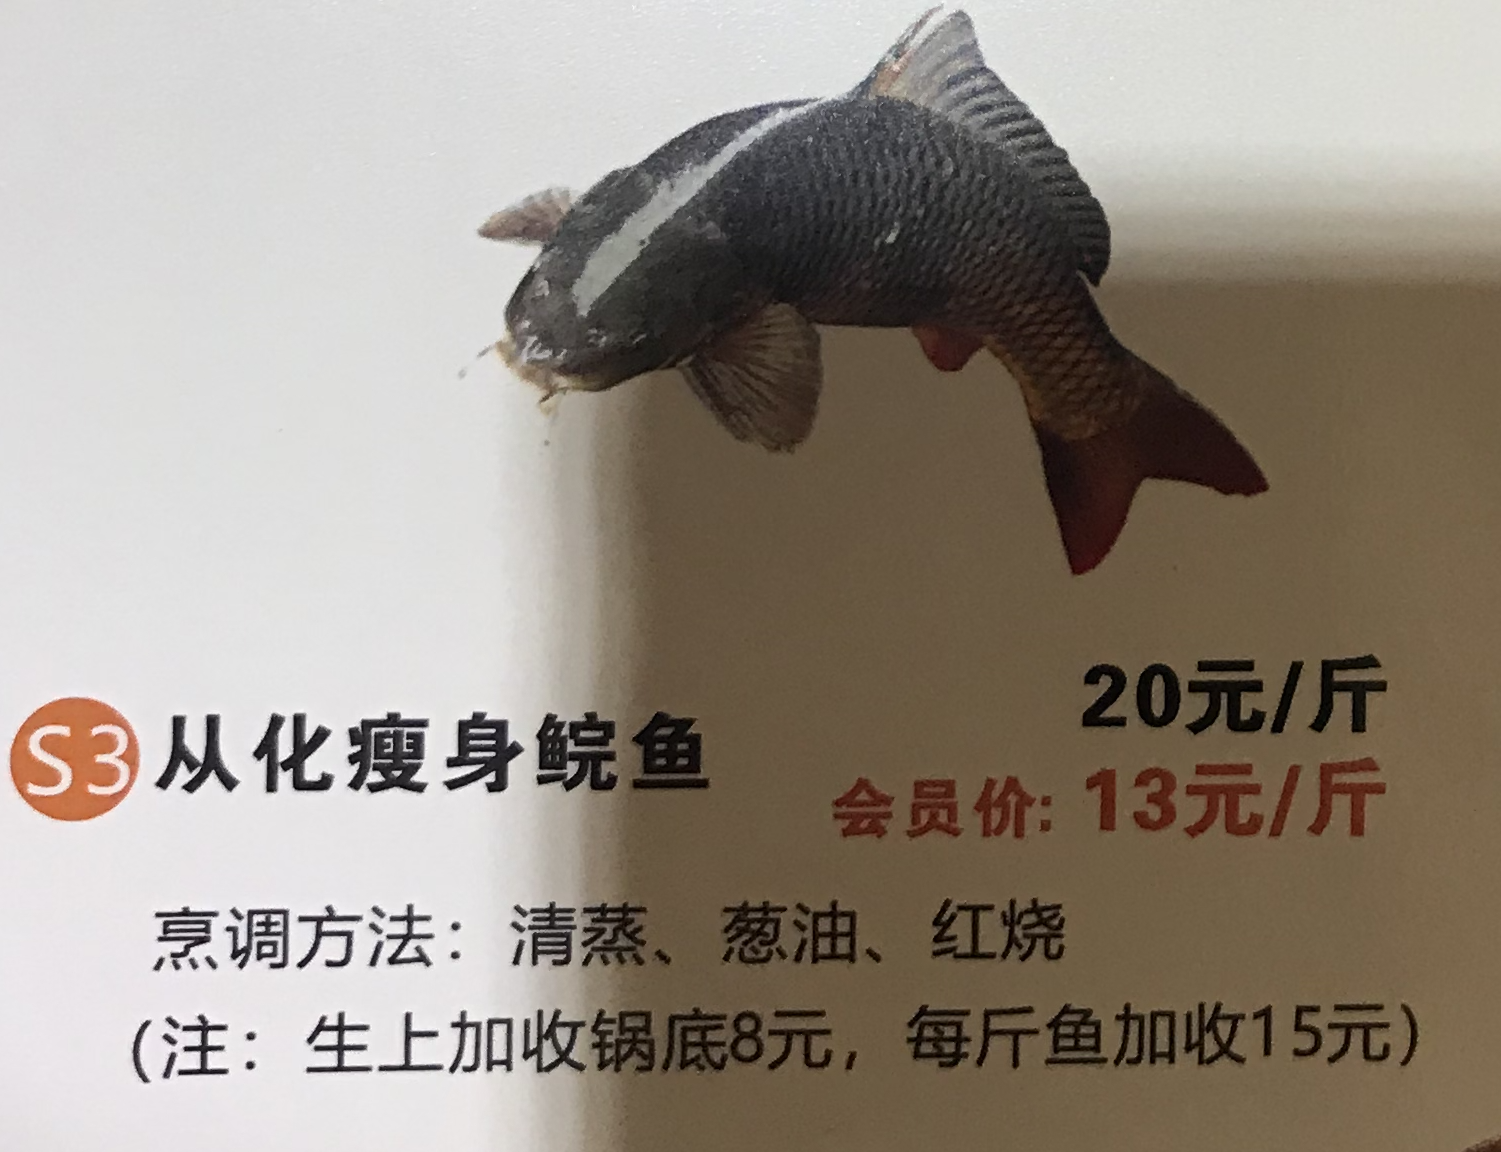 20元/斤
S3 从化瘦身鲩鱼
会员价: 13元/斤
烹调方法：清蒸、葱油、红烧
(注：生上加收锅底8元，每斤鱼加收15元)